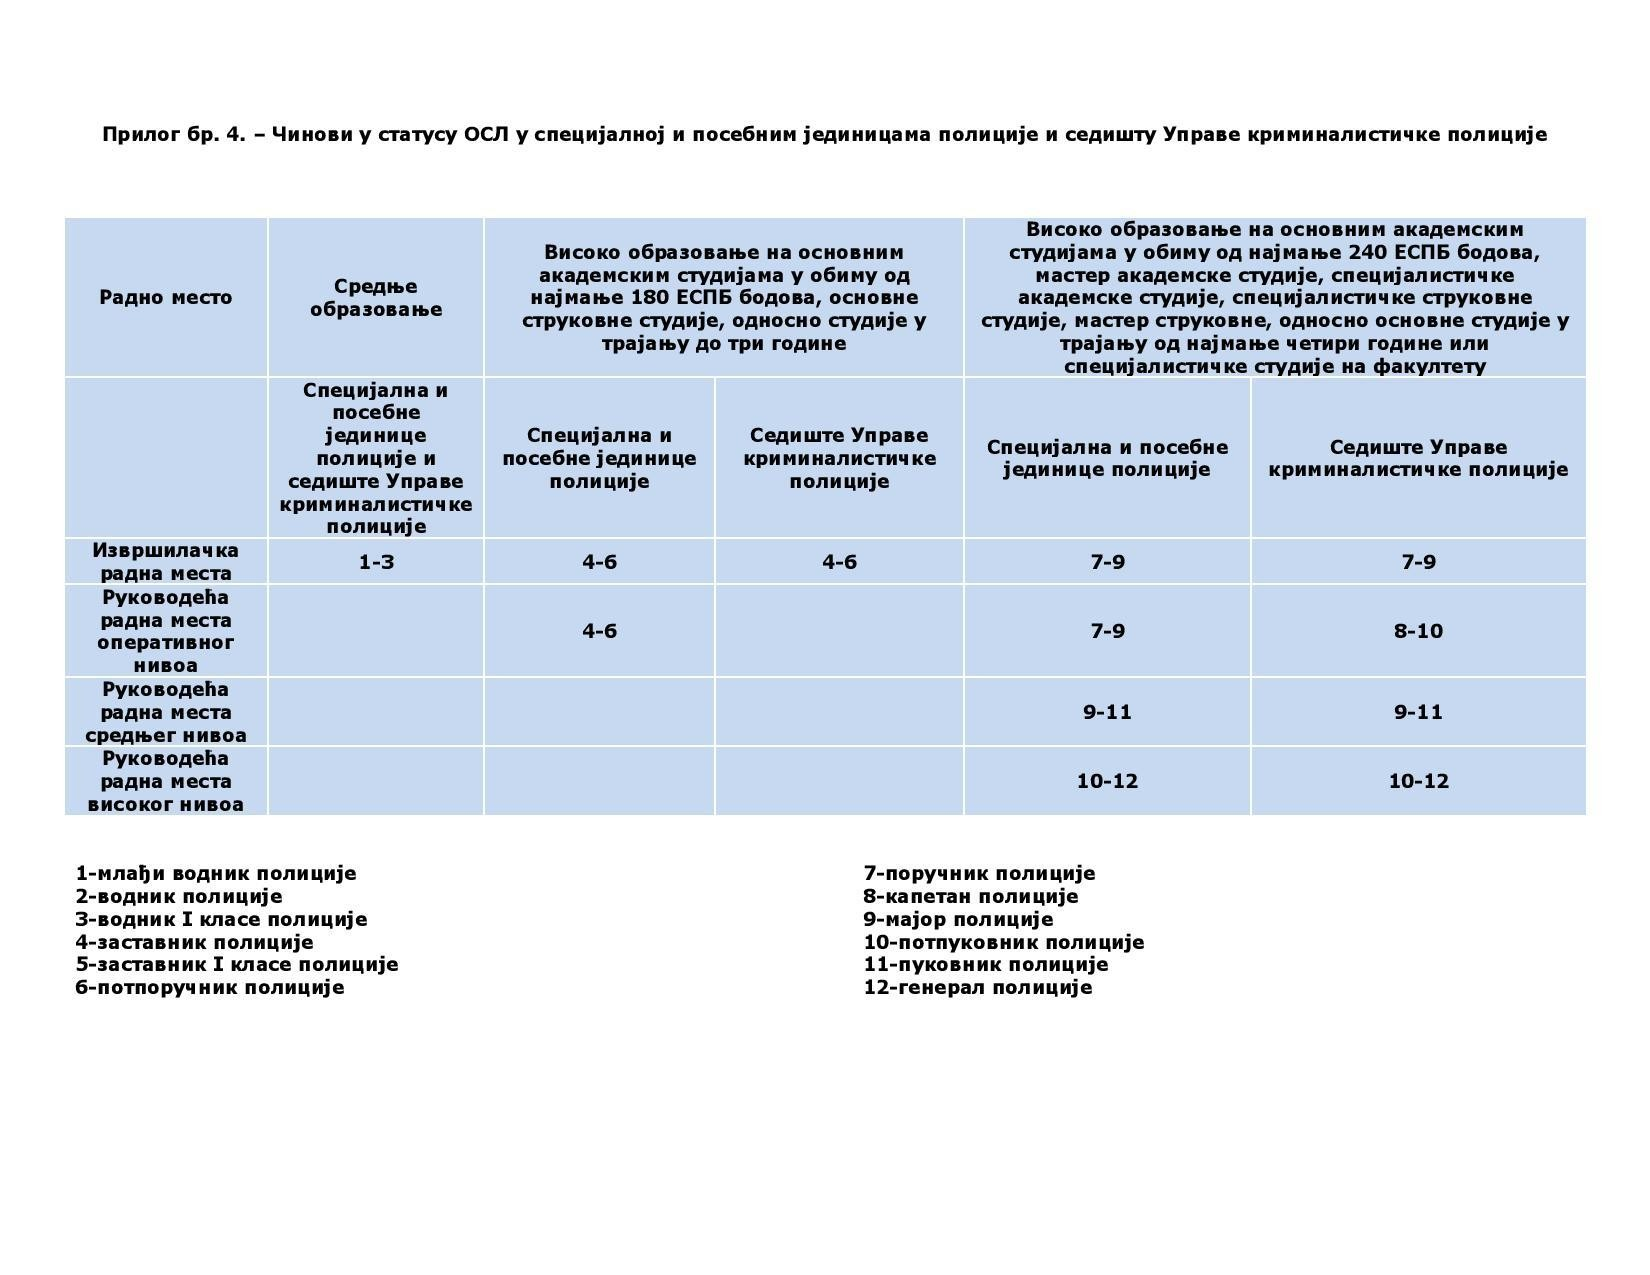 Прилог бр. 4. – Чинови у статусу ОСЛ у специјалној и посебним јединицама полиције и седишту Управе криминалистичке полиције
Радно место
Средње
образовање
Високо образовање на основним
академским студијама у обиму од
најмање 180 ЕСПБ бодова, основне
струковне студије, односно студије у
трајању до три године
Високо образовање на основним академским
студијама у обиму од најмање 240 ЕСПБ бодова,
мастер академске студије, специјалистичке
академске студије, специјалистичке струковне
студије, мастер струковне, односно основне студије у
трајању од најмање четири године или
специјалистичке студије на факултету
Специјална и
посебне
јединице
полиције и
седиште Управе
криминалистичке
полиције
Специјална и
посебне јединице
полиције
Седиште Управе
криминалистичке
полиције
Специјална и посебне
јединице полиције
Седиште Управе
криминалистичке полиције
Извршилачка
радна места
1-3
4-6
4-6
7-9
7-9
Руководећа
радна места
оперативног
нивоа
4-6
7-9
8-10
Руководећа
радна места
средњег нивоа
9-11
9-11
Руководећа
радна места
високог нивоа
10-12
10-12
1-млађи водник полиције
2-водник полиције
3-водник I класе полиције
4-заставник полиције
5-заставник I класе полиције
6-потпоручник полиције
7-поручник полиције
8-капетан полиције
9-мајор полиције
10-потпуковник полиције
11-пуковник полиције
12-генерал полиције